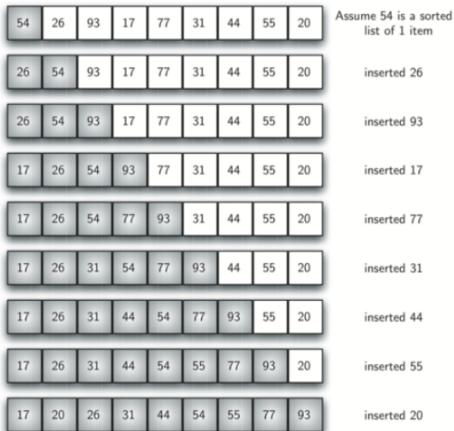 54 26 93 17 77 31 44 55 20 Assume 54 is a sorted
list of 1 item
26 54 93 17 77 31 44 55 20 inserted 26
26 54 93 17 77 31 44 55 20 inserted 93
17 26 54 93 77 31 44 55 20 inserted 17
17 26 54 77 93 31 44 55 20 inserted 77
17 26 31 54 77 93 44 55 20 inserted 31
17 26 31 44 54 77 93 55 20 inserted 44
17 26 31 44 54 55 77 93 20 inserted 55
17 20 26 31 44 54 55 77 93 inserted 20